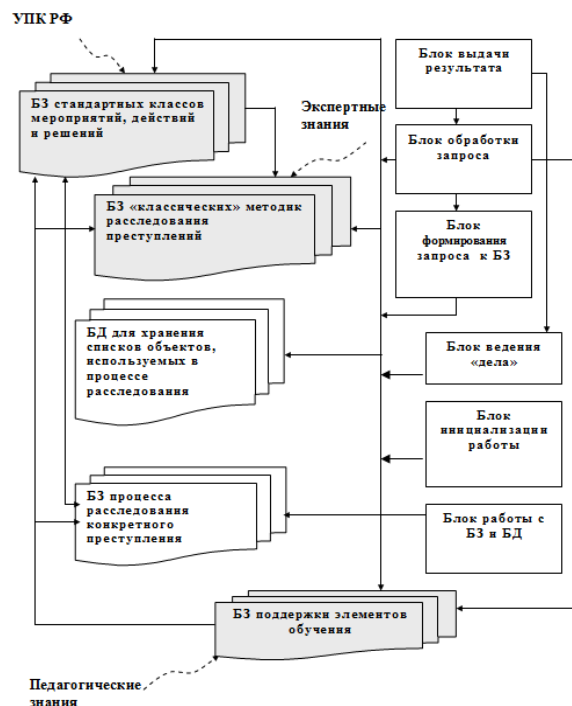 УПК РФ
БЗ стандартных классов
мероприятий, действий
и решений
Экспертные
знания
БЗ «классических» методик
расследования
преступлений
БД для хранения
списков объектов,
используемых в
процессе
расследования
БЗ процесса
расследования
конкретного
преступления
БЗ поддержки элементов
обучения
Педагогические
знания
Блок выдачи
результата
Блок обработки
запроса
Блок
формирования
запроса к БЗ
Блок ведения
«дела»
Блок
инициализации
работы
Блок работы с
БЗ и БД